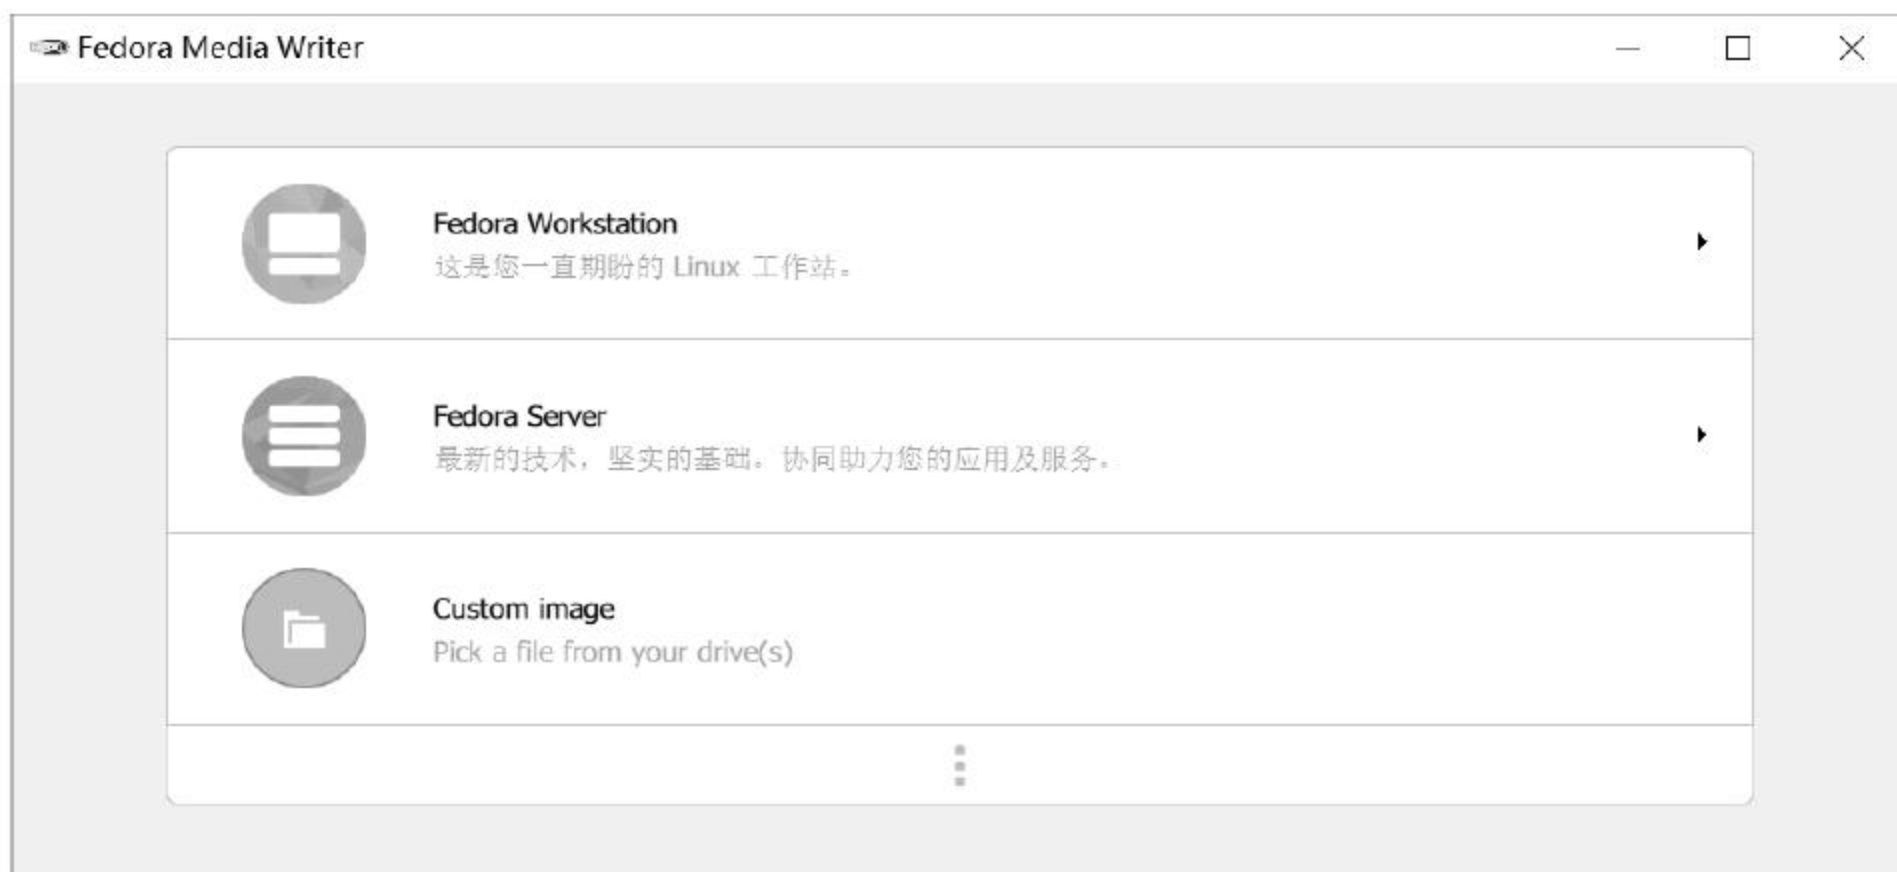 Fedora Media Writer
Fedora Workstation
这是您一直期盼的 Linux 工作站。
Fedora Server
最新的技术，坚实的基础。协同助力您的应用及服务。
Custom image
Pick a file from your drive(s)